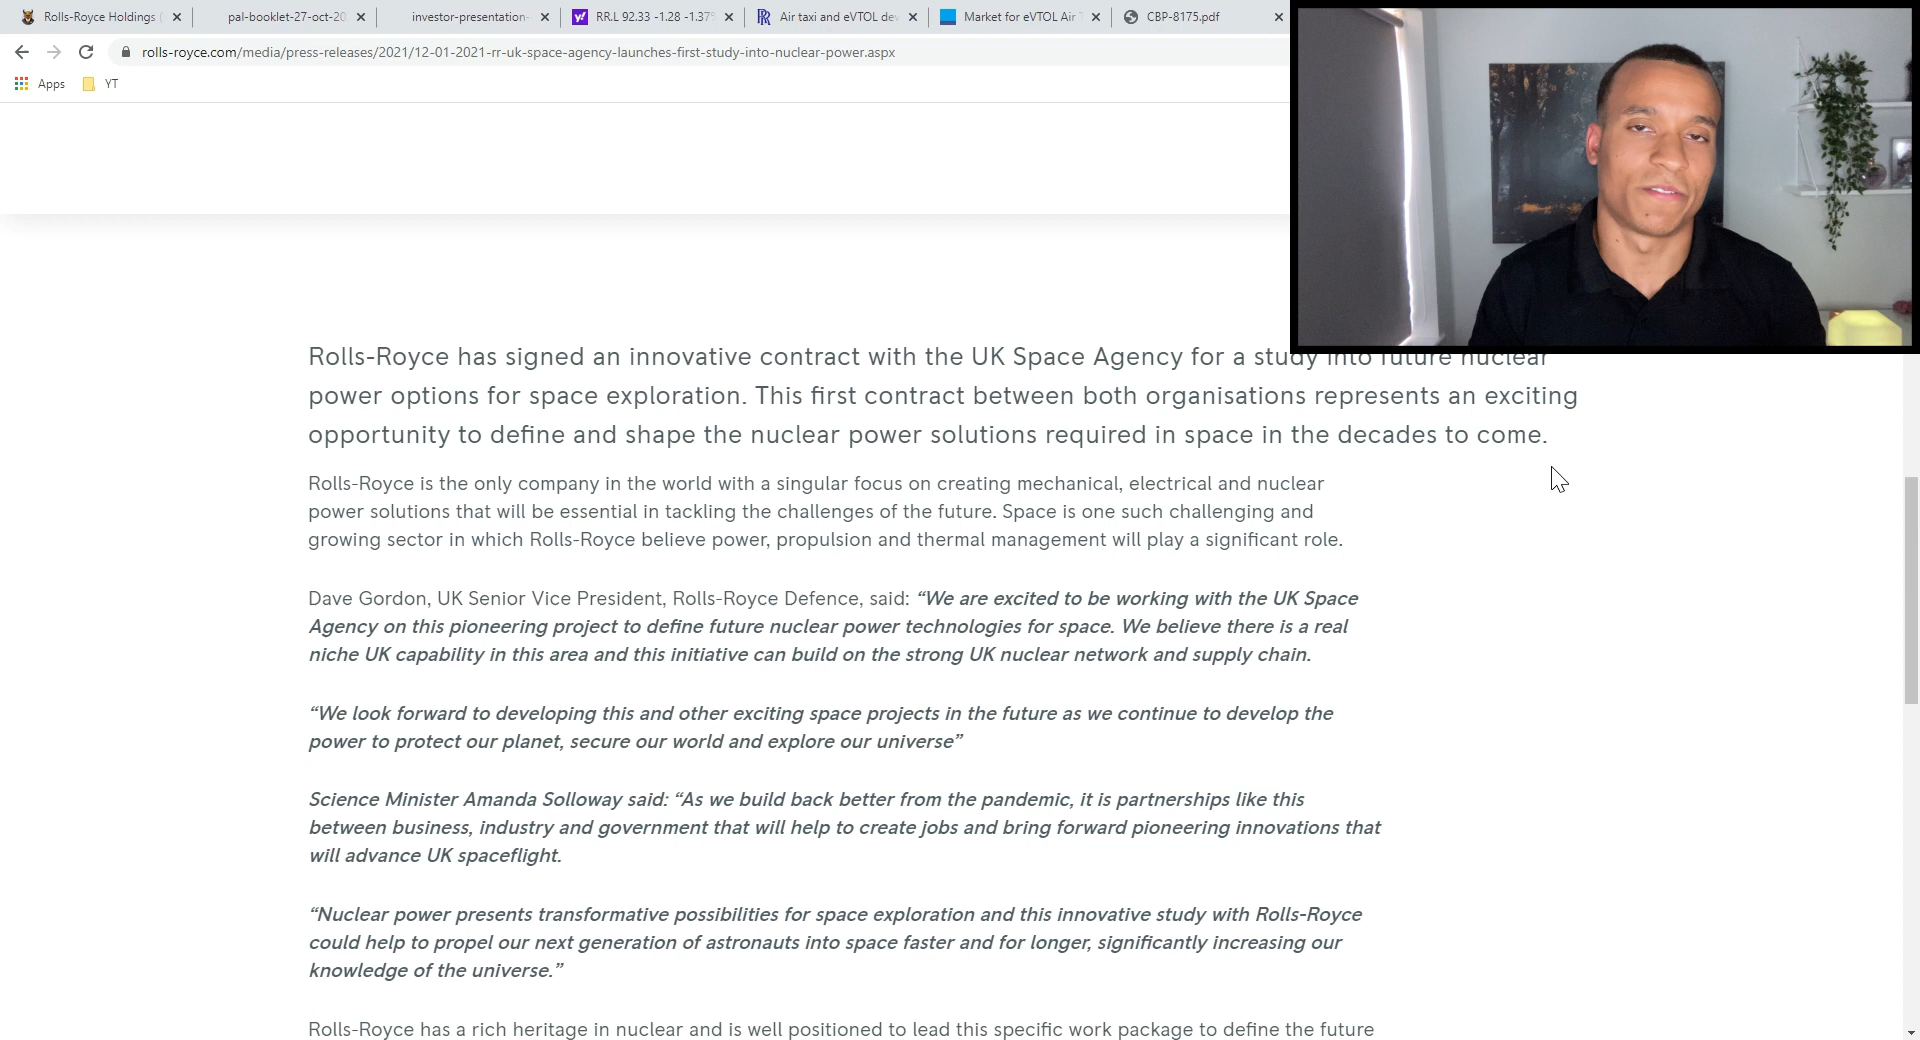 Rolls-Royce Holdings (
pal-booklet-27-oct-20
investor-presentation-
RR.L 92.33 -1.28 -1.37%
Air taxi and eVTOL dev
Market for eVTOL Air T
CBP-8175.pdf
rolls-royce.com/media/press-releases/2021/12-01-2021-rr-uk-space-agency-launches-first-study-into-nuclear-power.aspx
Apps
YT
Rolls-Royce has signed an innovative contract with the UK Space Agency for a study into future nuclear
power options for space exploration. This first contract between both organisations represents an exciting
opportunity to define and shape the nuclear power solutions required in space in the decades to come.
Rolls-Royce is the only company in the world with a singular focus on creating mechanical, electrical and nuclear
power solutions that will be essential in tackling the challenges of the future. Space is one such challenging and
growing sector in which Rolls-Royce believe power, propulsion and thermal management will play a significant role.
Dave Gordon, UK Senior Vice President, Rolls-Royce Defence, said: “We are excited to be working with the UK Space
Agency on this pioneering project to define future nuclear power technologies for space. We believe there is a real
niche UK capability in this area and this initiative can build on the strong UK nuclear network and supply chain.
“We look forward to developing this and other exciting space projects in the future as we continue to develop the
power to protect our planet, secure our world and explore our universe”
Science Minister Amanda Solloway said: “As we build back better from the pandemic, it is partnerships like this
between business, industry and government that will help to create jobs and bring forward pioneering innovations that
will advance UK spaceflight.
“Nuclear power presents transformative possibilities for space exploration and this innovative study with Rolls-Royce
could help to propel our next generation of astronauts into space faster and for longer, significantly increasing our
knowledge of the universe.”
Rolls-Royce has a rich heritage in nuclear and is well positioned to lead this specific work package to define the future